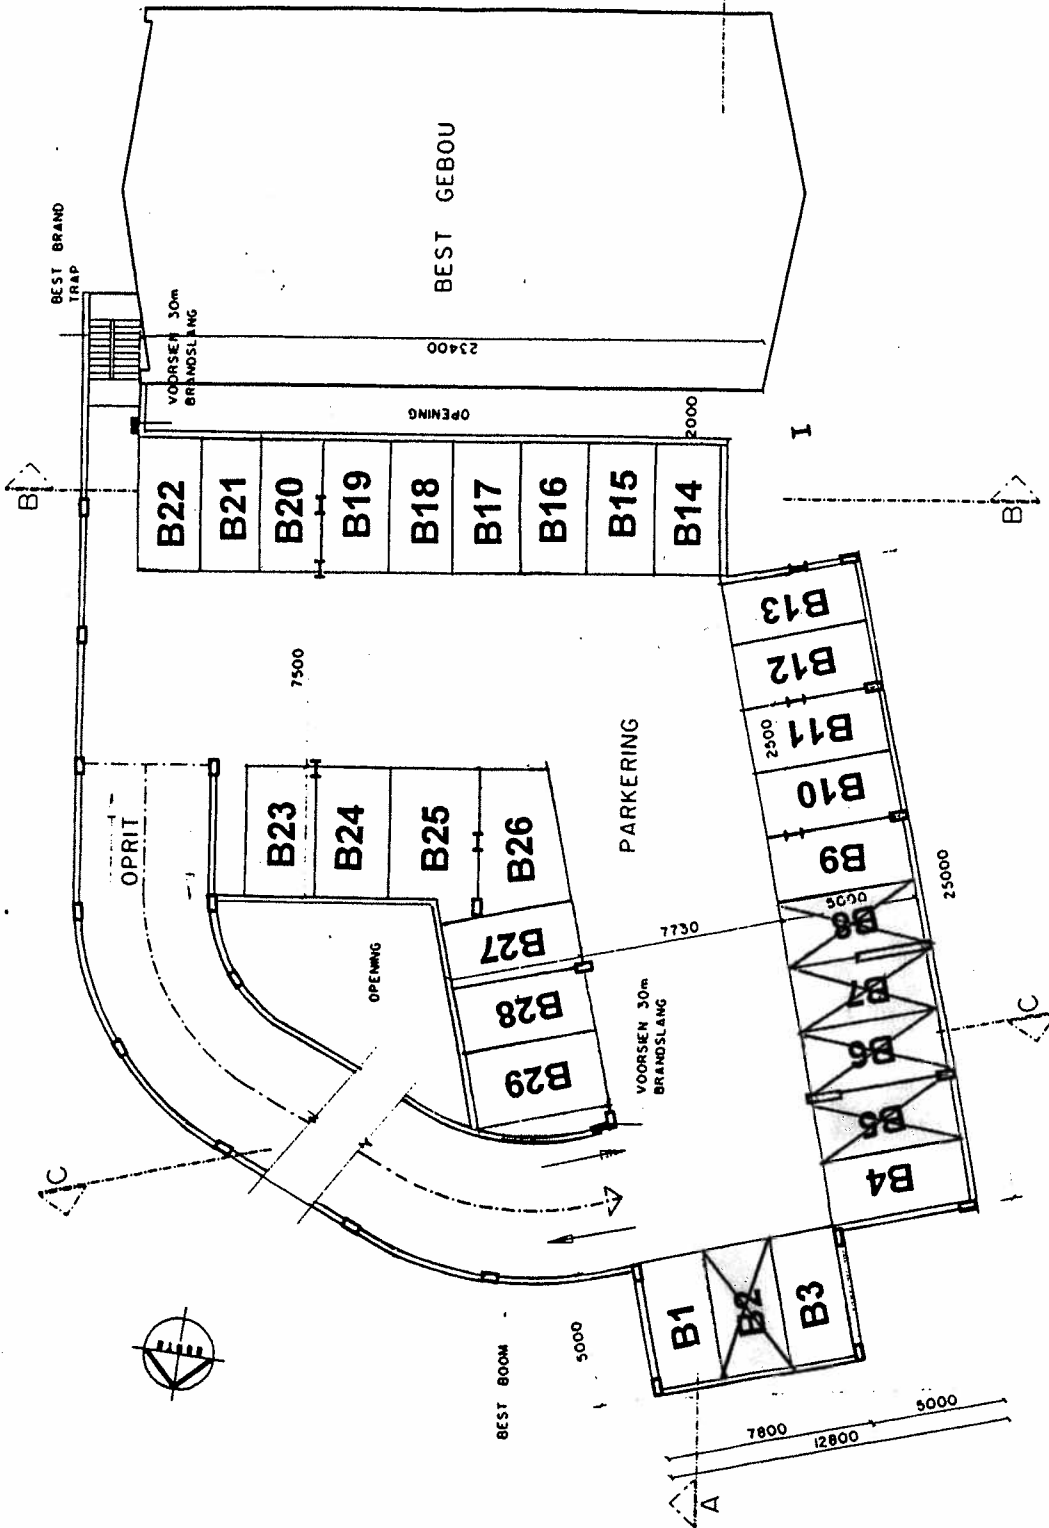 BEST BRAND
TRAP
VOORSIEN 30m
BRANDSLANG
BEST GEBOU
23400
OPENING
2000
B
B22
B21
B20
B19
B18
B17
B16
B15
B14
I
B
7500
OPRIT
B23
B24
B25
B26
PARKERING
B13
B12
B11
2500
B10
B9
5000
25000
B8
B7
B6
B5
B4
OPENING
B27
B28
B29
7730
VOORSIEN 30m
BRANDSLANG
C
C
B1
B2
B3
BEST BOOM
5000
7800
5000
12800
A